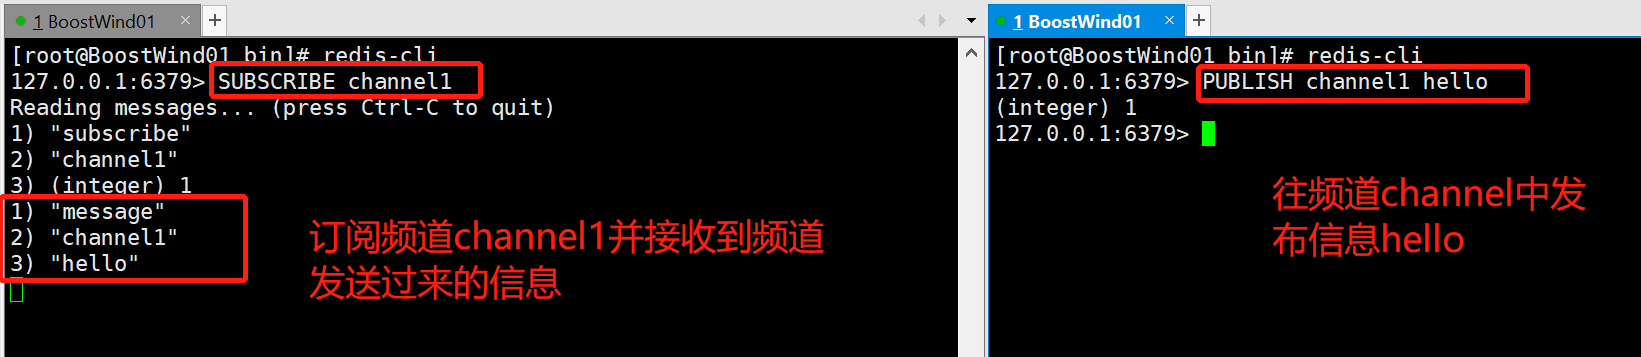 1 BoostWind01
[root@BoostWind01 bin]# redis-cli
127.0.0.1:6379> SUBSCRIBE channel1
Reading messages... (press Ctrl-C to quit)
1) "subscribe"
2) "channel1"
3) (integer) 1
1) "message"
2) "channel1"
3) "hello"
订阅频道channel1并接收到频道
发送过来的信息
1 BoostWind01
[root@BoostWind01 bin]# redis-cli
127.0.0.1:6379> PUBLISH channel1 hello
(integer) 1
127.0.0.1:6379>
往频道channel中发
布信息hello